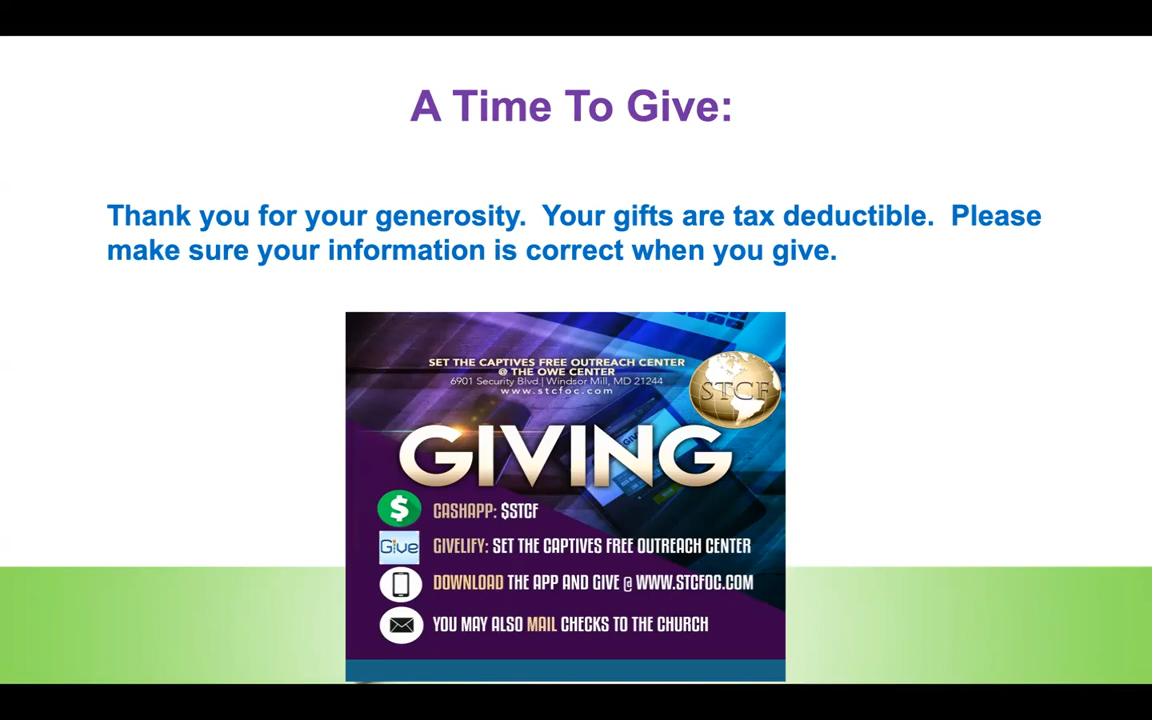 A Time To Give:
Thank you for your generosity.  Your gifts are tax deductible.  Please
make sure your information is correct when you give.
SET THE CAPTIVES FREE OUTREACH CENTER
@ THE OWE CENTER
6901 Security Blvd.| Windsor Mill, MD 21244
www.stcfoc.com
STCF
GIVING
$ CASHAPP: $STCF
Give GIVELIFY: SET THE CAPTIVES FREE OUTREACH CENTER
DOWNLOAD THE APP AND GIVE @ WWW.STCFOC.COM
YOU MAY ALSO MAIL CHECKS TO THE CHURCH